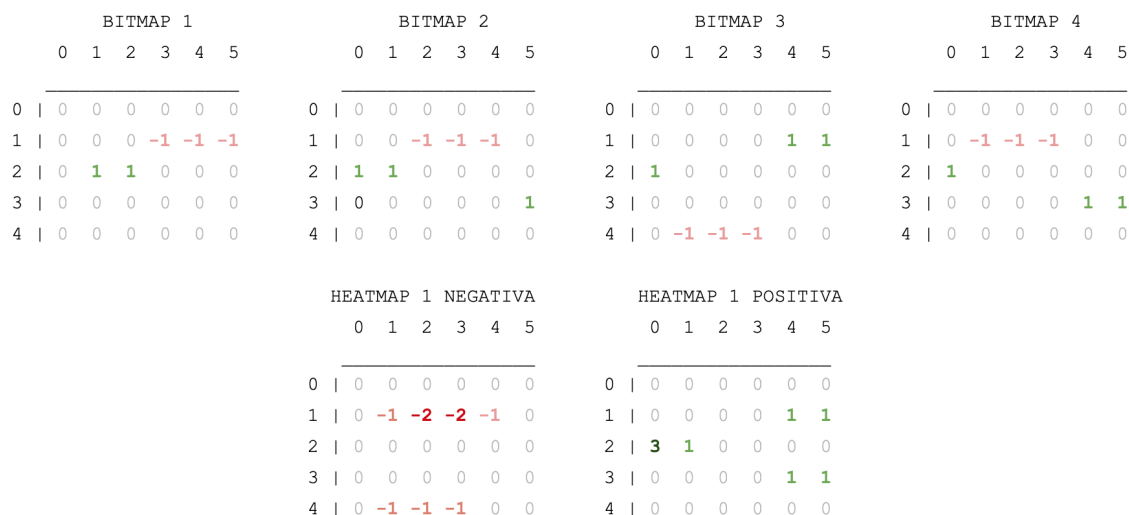 BITMAP 1 BITMAP 2 BITMAP 3 BITMAP 4
0 1 2 3 4 5 0 1 2 3 4 5 0 1 2 3 4 5 0 1 2 3 4 5
0 | 0 0 0 0 0 0 0 | 0 0 0 0 0 0 0 | 0 0 0 0 0 0 0 | 0 0 0 0 0 0
1 | 0 0 0 -1 -1 -1 1 | 0 0 -1 -1 -1 0 1 | 0 0 0 0 1 1 1 | 0 -1 -1 -1 0 0
2 | 0 1 1 0 0 0 2 | 1 1 0 0 0 0 2 | 1 0 0 0 0 0 2 | 1 0 0 0 0 0
3 | 0 0 0 0 0 0 3 | 0 0 0 0 0 1 3 | 0 0 0 0 0 0 3 | 0 0 0 0 1 1
4 | 0 0 0 0 0 0 4 | 0 0 0 0 0 0 4 | 0 -1 -1 -1 0 0 4 | 0 0 0 0 0 0
HEATMAP 1 NEGATIVA HEATMAP 1 POSITIVA
0 1 2 3 4 5 0 1 2 3 4 5
0 | 0 0 0 0 0 0 0 | 0 0 0 0 0 0
1 | 0 -1 -2 -2 -1 0 1 | 0 0 0 0 1 1
2 | 0 0 0 0 0 0 2 | 3 1 0 0 0 0
3 | 0 0 0 0 0 0 3 | 0 0 0 0 1 1
4 | 0 -1 -1 -1 0 0 4 | 0 0 0 0 0 0